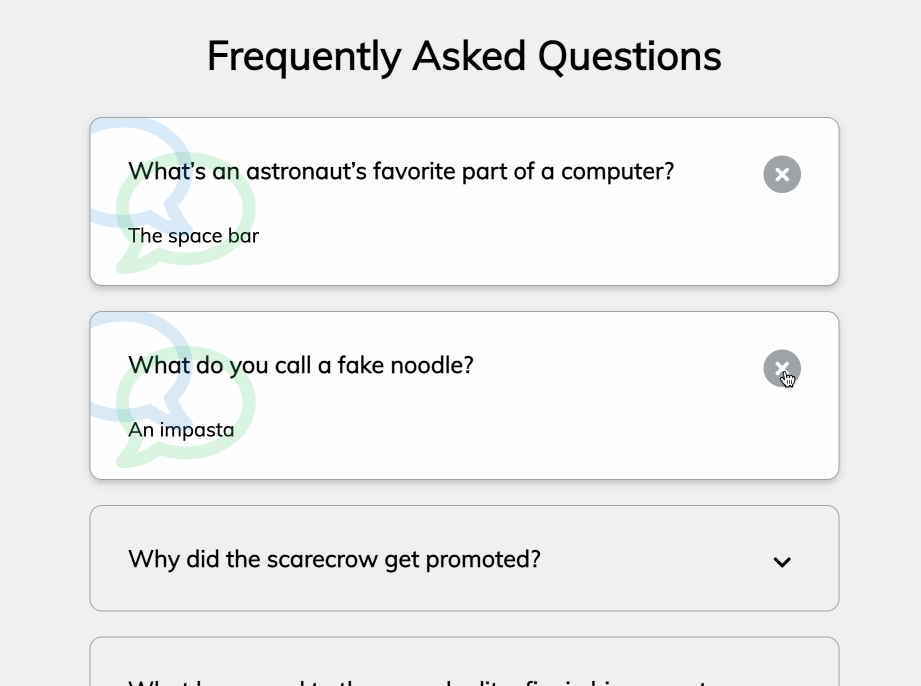 Frequently Asked Questions
What’s an astronaut’s favorite part of a computer?
The space bar
What do you call a fake noodle?
An impasta
Why did the scarecrow get promoted?
What